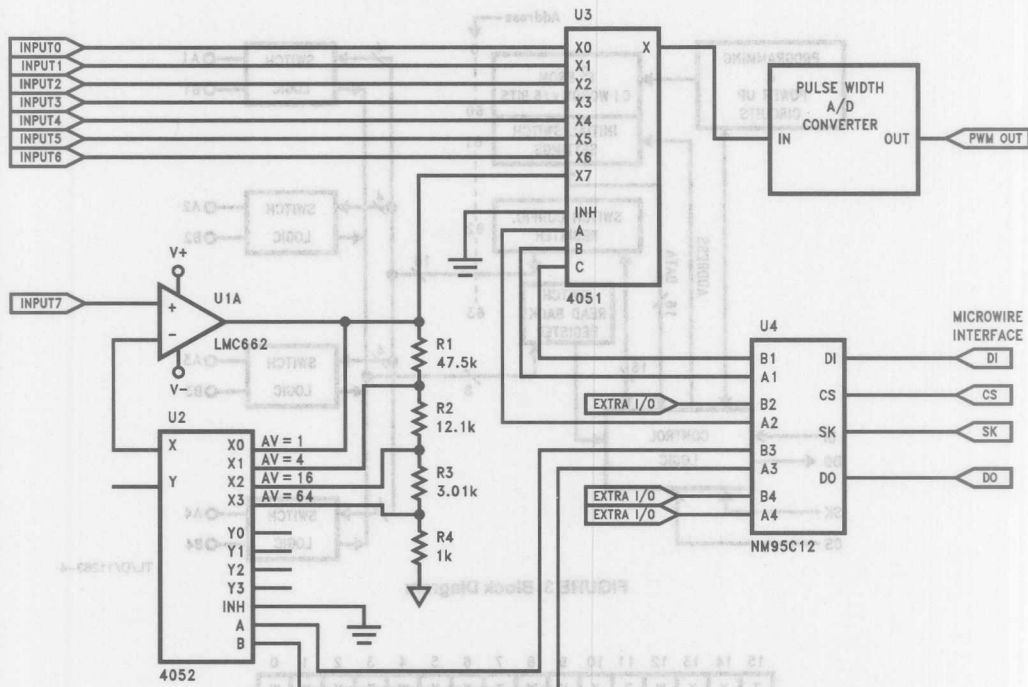 U3
INPUT0
INPUT1
INPUT2
INPUT3
INPUT4
INPUT5
INPUT6
X0
X1
X2
X3
X4
X5
X6
X7
INH
A
B
C
X
4051
PULSE WIDTH
A/D
CONVERTER
IN
OUT
PWM OUT
V+
INPUT7
+
−
U1A
LMC662
V−
R1
47.5k
R2
12.1k
R3
3.01k
R4
1k
U2
X
Y
X0
X1
X2
X3
Y0
Y1
Y2
Y3
INH
A
B
AV = 1
AV = 4
AV = 16
AV = 64
4052
U4
B1
A1
B2
A2
B3
A3
B4
A4
DI
CS
SK
DO
NM95C12
EXTRA I/O
EXTRA I/O
EXTRA I/O
MICROWIRE
INTERFACE
DI
CS
SK
DO